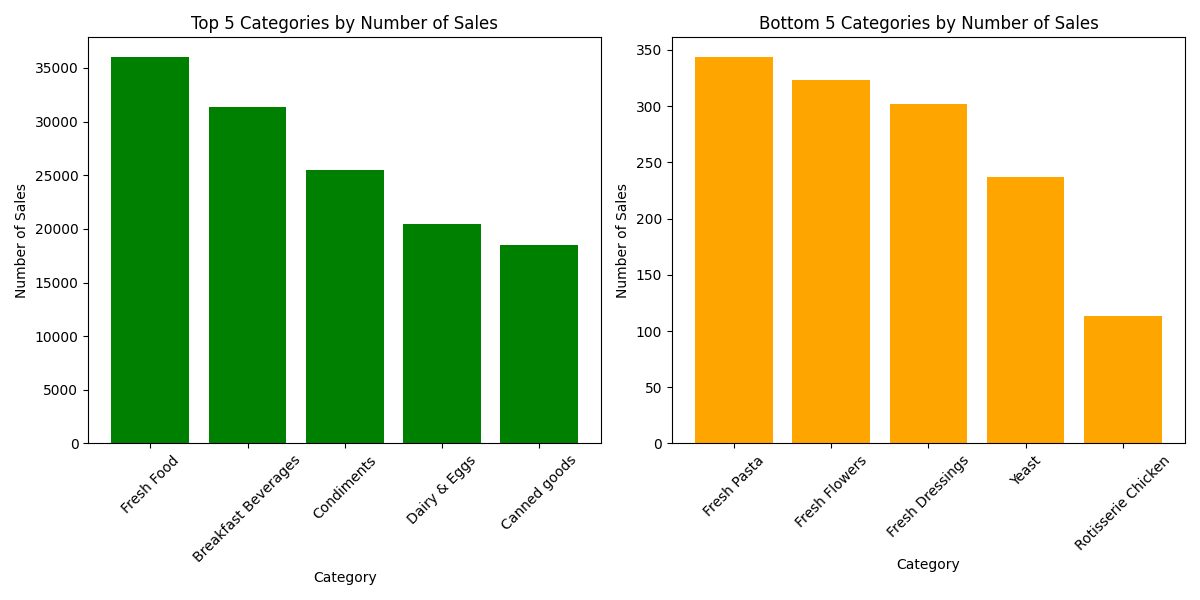 Top 5 Categories by Number of Sales
Number of Sales
35000
30000
25000
20000
15000
10000
5000
0
Fresh Food
Breakfast Beverages
Condiments
Dairy & Eggs
Canned goods
Category
Bottom 5 Categories by Number of Sales
Number of Sales
350
300
250
200
150
100
50
0
Fresh Pasta
Fresh Flowers
Fresh Dressings
Yeast
Rotisserie Chicken
Category